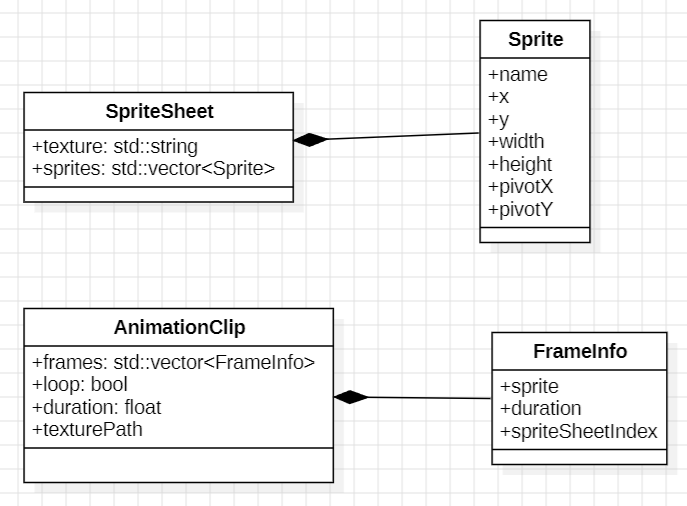 Sprite
+name
+x
+y
+width
+height
+pivotX
+pivotY
SpriteSheet
+texture: std::string
+sprites: std::vector<Sprite>
AnimationClip
+frames: std::vector<FrameInfo>
+loop: bool
+duration: float
+texturePath
FrameInfo
+sprite
+duration
+spriteSheetIndex